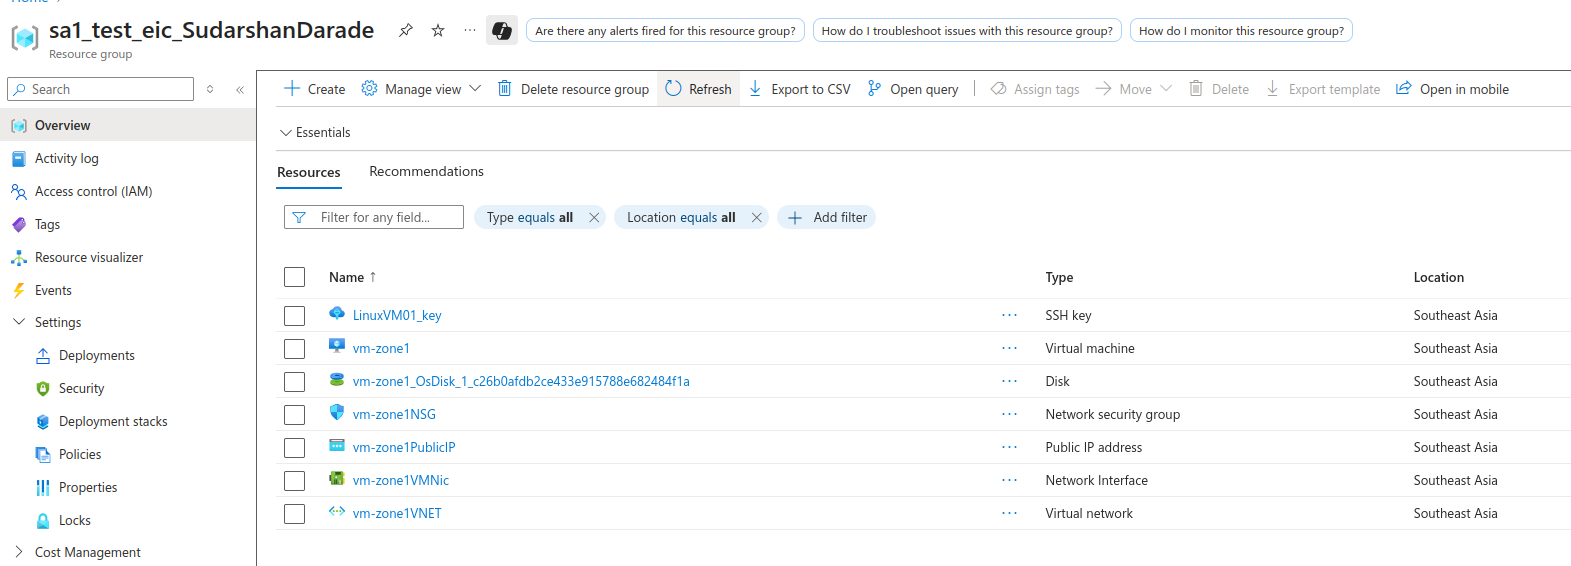 Home
sa1_test_eic_SudarshanDarade
Are there any alerts fired for this resource group?
How do I troubleshoot issues with this resource group?
How do I monitor this resource group?
Resource group
Search
Overview
Activity log
Access control (IAM)
Tags
Resource visualizer
Events
Settings
Deployments
Security
Deployment stacks
Policies
Properties
Locks
Cost Management
Create Manage view Delete resource group Refresh Export to CSV Open query Assign tags Move Delete Export template Open in mobile
Essentials
Resources Recommendations
Filter for any field... Type equals all Location equals all Add filter
Name ↑ Type Location
LinuxVM01_key ... SSH key Southeast Asia
vm-zone1 ... Virtual machine Southeast Asia
vm-zone1_OsDisk_1_c26b0afdb2ce433e915788e682484f1a ... Disk Southeast Asia
vm-zone1NSG ... Network security group Southeast Asia
vm-zone1PublicIP ... Public IP address Southeast Asia
vm-zone1VMNic ... Network Interface Southeast Asia
vm-zone1VNET ... Virtual network Southeast Asia